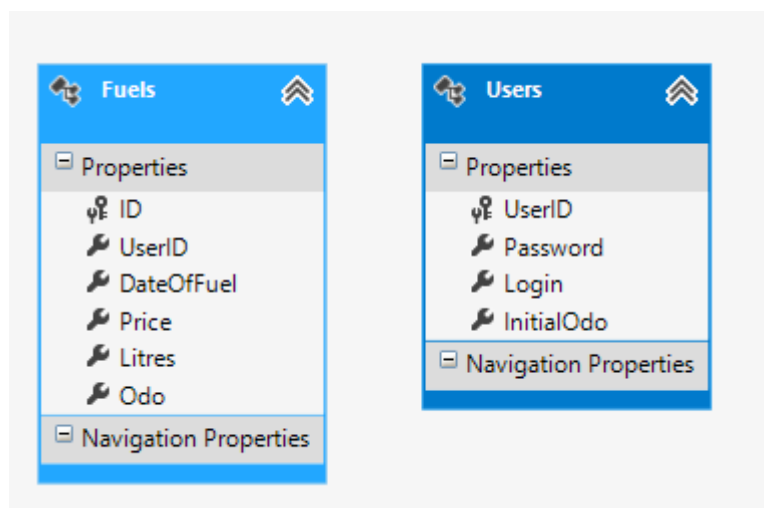 Fuels
Properties
ID
UserID
DateOfFuel
Price
Litres
Odo
Navigation Properties
Users
Properties
UserID
Password
Login
InitialOdo
Navigation Properties